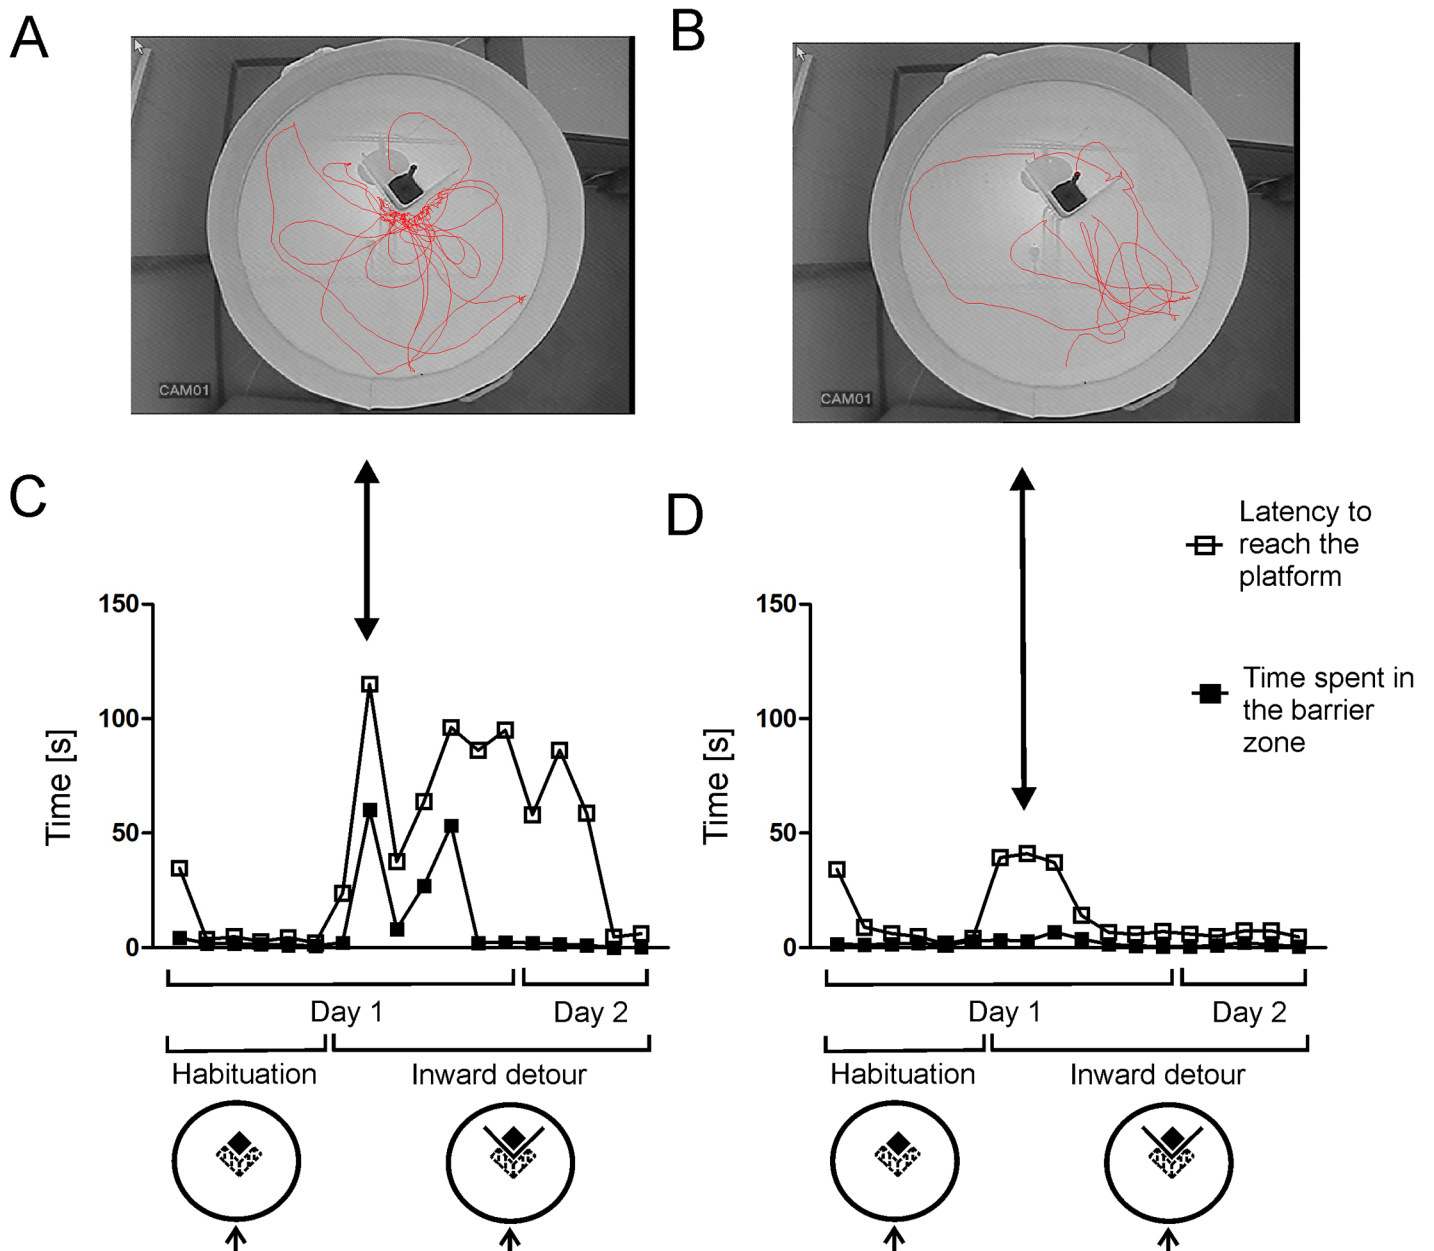 A
B
CAM01
CAM01
C
D
Latency to
reach the
platform
Time spent in
the barrier
zone
150
100
50
0
Time [s]
150
100
50
0
Time [s]
Day 1
Day 2
Habituation
Inward detour
Day 1
Day 2
Habituation
Inward detour